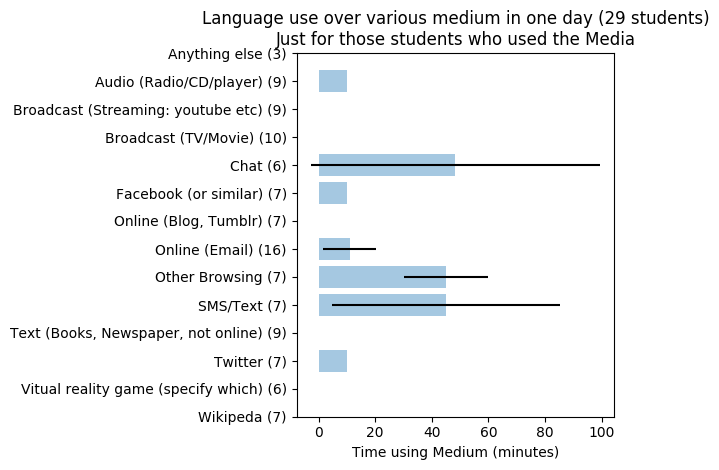 Language use over various medium in one day (29 students)
Just for those students who used the Media
Anything else (3)
Audio (Radio/CD/player) (9)
Broadcast (Streaming: youtube etc) (9)
Broadcast (TV/Movie) (10)
Chat (6)
Facebook (or similar) (7)
Online (Blog, Tumblr) (7)
Online (Email) (16)
Other Browsing (7)
SMS/Text (7)
Text (Books, Newspaper, not online) (9)
Twitter (7)
Vitual reality game (specify which) (6)
Wikipeda (7)
0 20 40 60 80 100
Time using Medium (minutes)